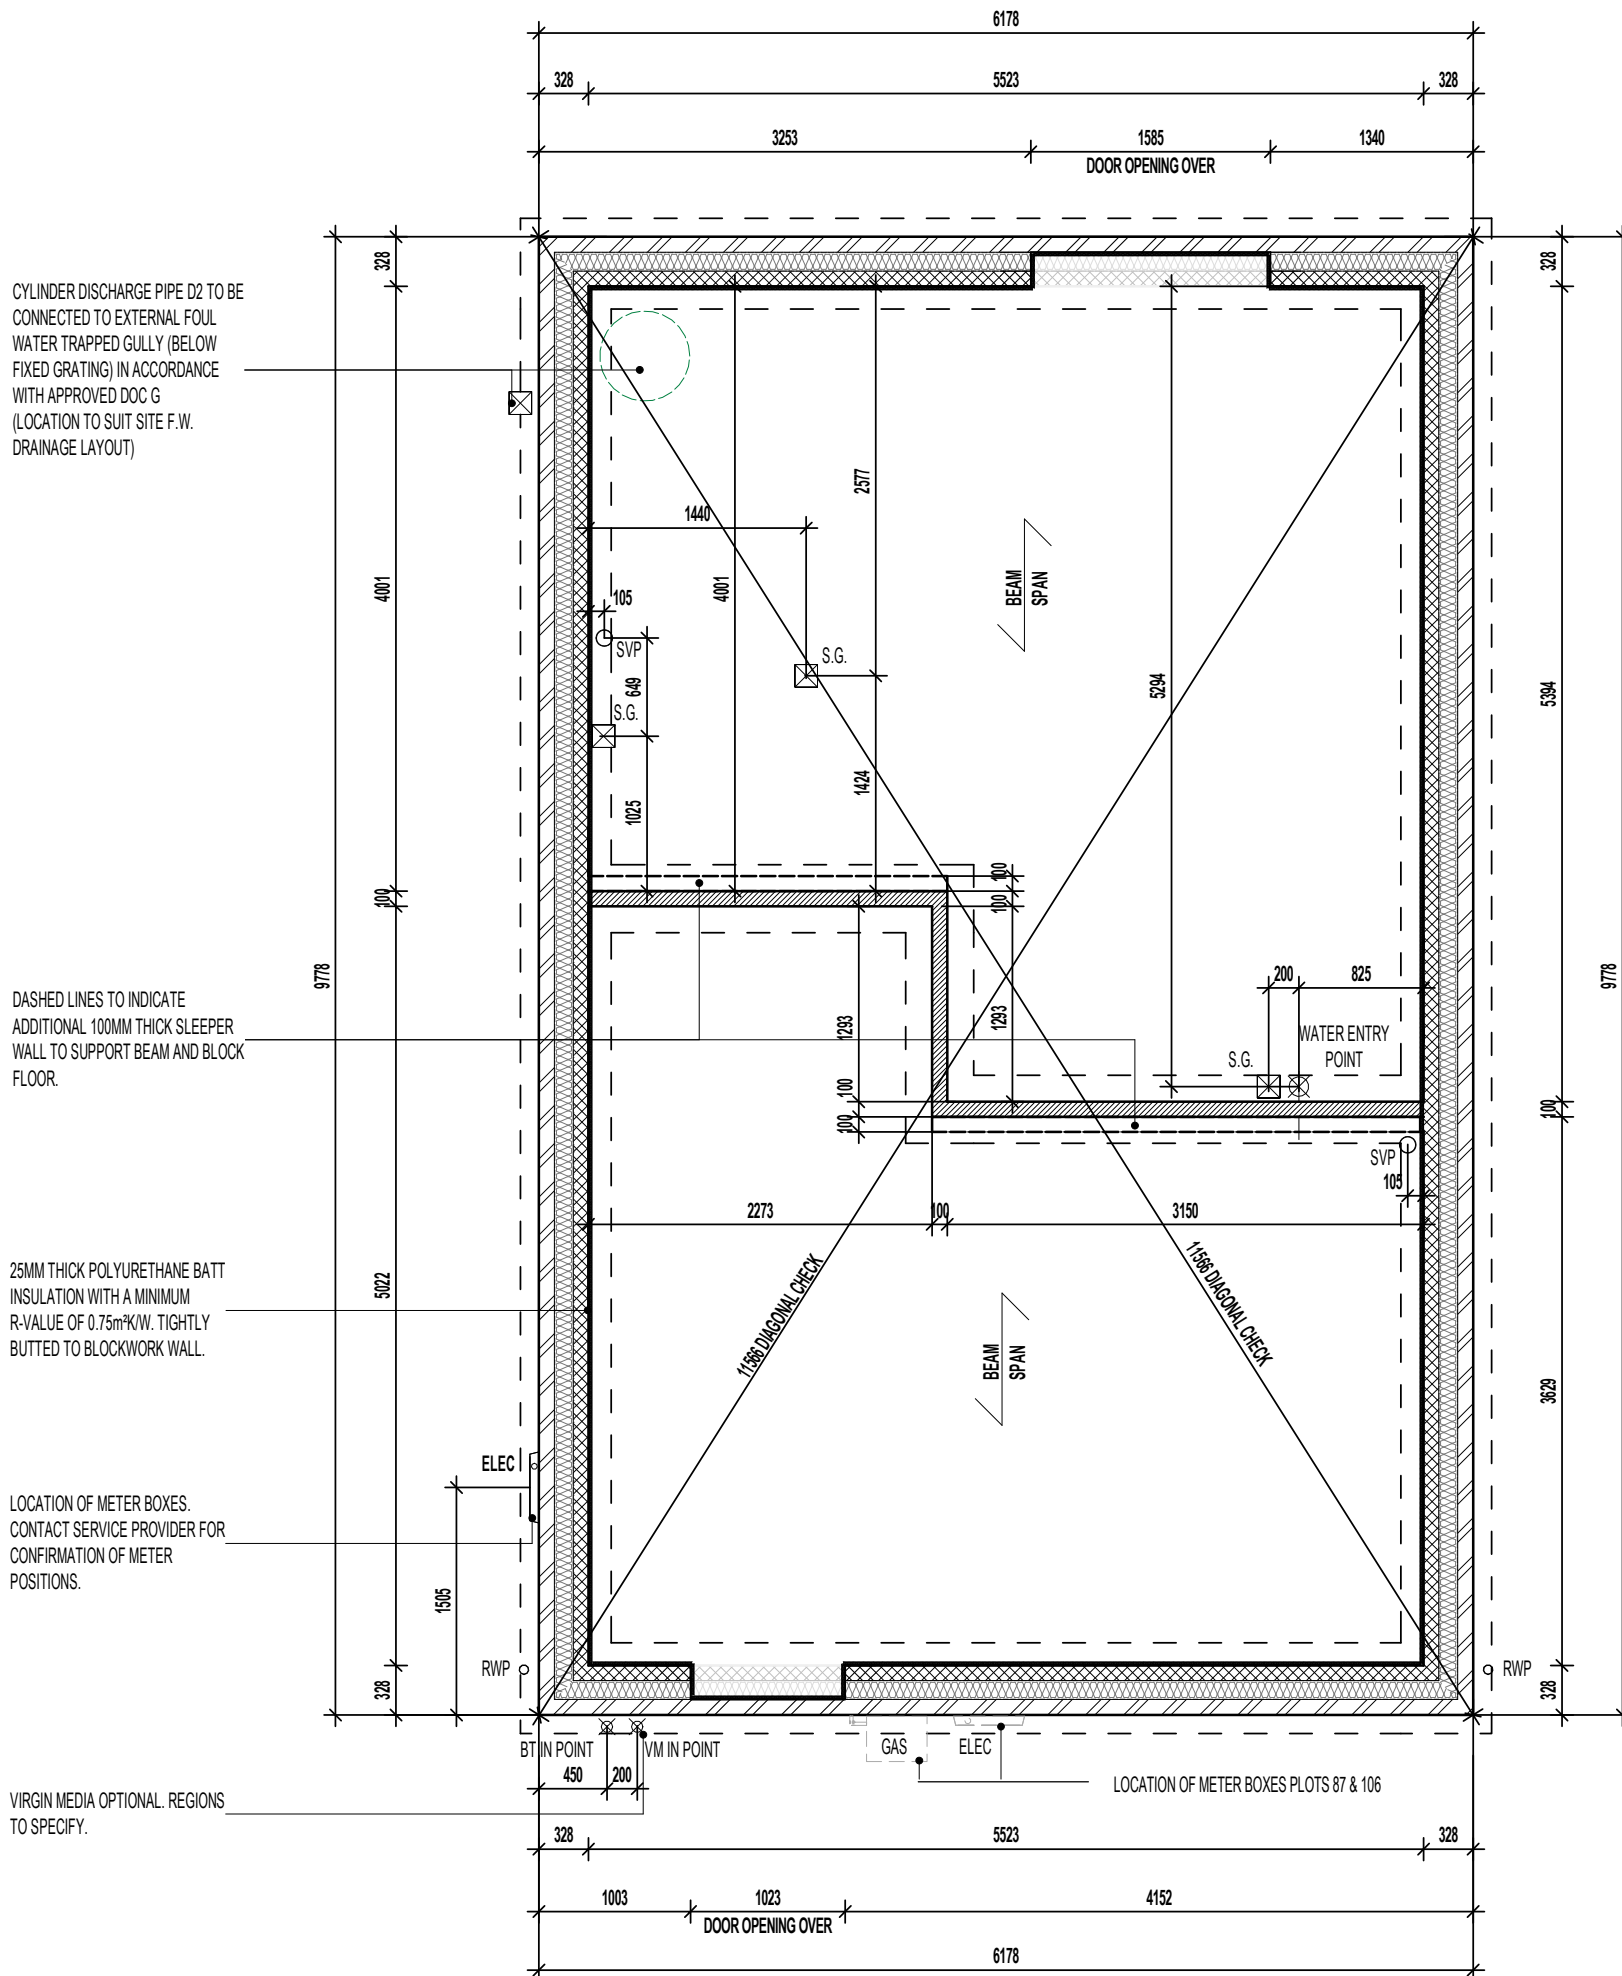 6178
328
5523
328
3253
1585
1340
DOOR OPENING OVER
328
328
CYLINDER DISCHARGE PIPE D2 TO BE
CONNECTED TO EXTERNAL FOUL
WATER TRAPPED GULLY (BELOW
FIXED GRATING) IN ACCORDANCE
WITH APPROVED DOC G
(LOCATION TO SUIT SITE F.W.
DRAINAGE LAYOUT)
2577
1440
4001
4001
105
BEAM
SPAN
SVP
S.G.
649
5294
5394
S.G.
1424
1025
100
100
100
9778
9778
200
825
DASHED LINES TO INDICATE
ADDITIONAL 100MM THICK SLEEPER
WALL TO SUPPORT BEAM AND BLOCK
FLOOR.
1293
1293
WATER ENTRY
POINT
S.G.
100
100
100
SVP
105
2273
100
3150
25MM THICK POLYURETHANE BATT
INSULATION WITH A MINIMUM
R-VALUE OF 0.75m²K/W. TIGHTLY
BUTTED TO BLOCKWORK WALL.
5022
11566 DIAGONAL CHECK
11566 DIAGONAL CHECK
BEAM
SPAN
3629
ELEC
LOCATION OF METER BOXES.
CONTACT SERVICE PROVIDER FOR
CONFIRMATION OF METER
POSITIONS.
1505
RWP
RWP
328
328
BT IN POINT
VM IN POINT
GAS
ELEC
450
200
LOCATION OF METER BOXES PLOTS 87 & 106
VIRGIN MEDIA OPTIONAL. REGIONS
TO SPECIFY.
328
5523
328
1003
1023
4152
DOOR OPENING OVER
6178